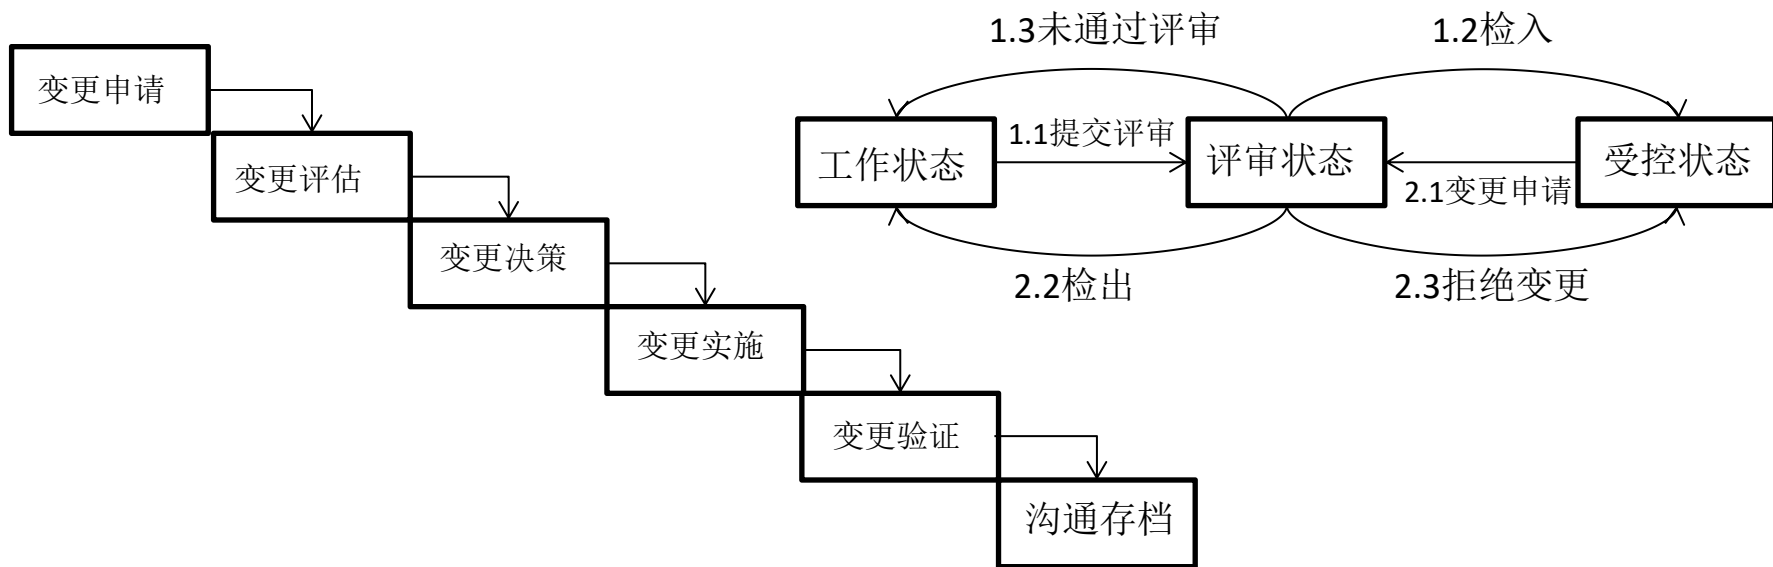 变更申请
变更评估
变更决策
变更实施
变更验证
沟通存档
1.3未通过评审
1.2检入
工作状态
1.1提交评审
评审状态
2.1变更申请
受控状态
2.2检出
2.3拒绝变更